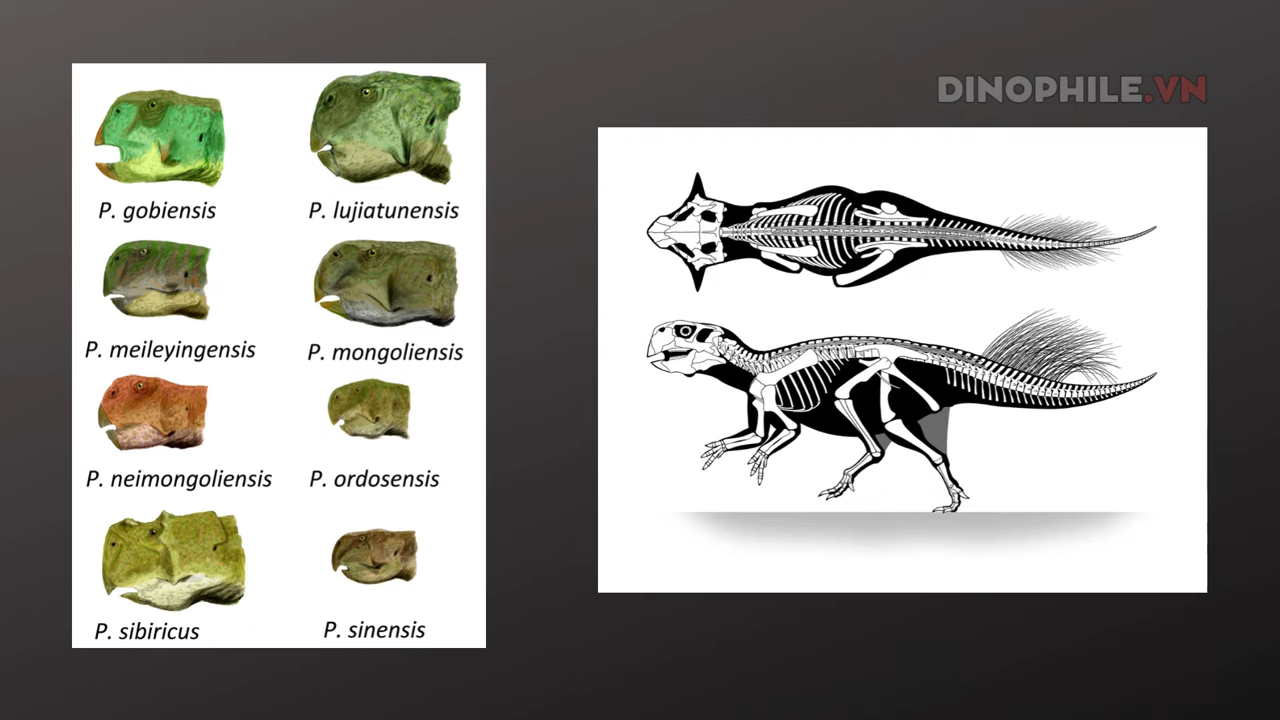 DINOPHILE.VN
P. gobiensis
P. lujiatunensis
P. meileyingensis
P. mongoliensis
P. neimongoliensis
P. ordosensis
P. sibiricus
P. sinensis